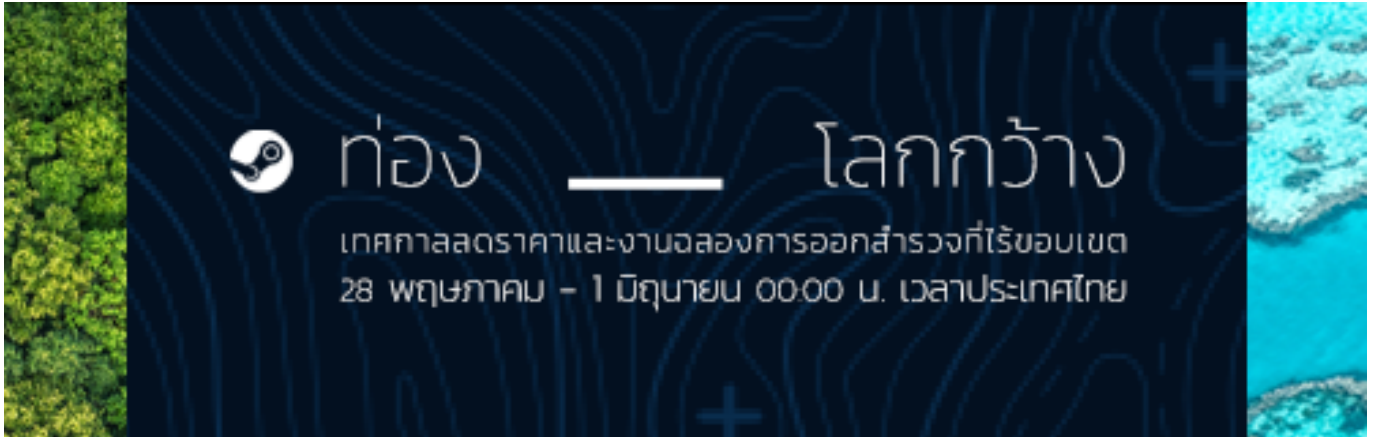 ท่อง __ โลกกว้าง
เทศกาลลดราคาและงานฉลองการออกสำรวจที่ไร้ขอบเขต
28 พฤษภาคม - 1 มิถุนายน 00:00 น. เวลาประเทศไทย